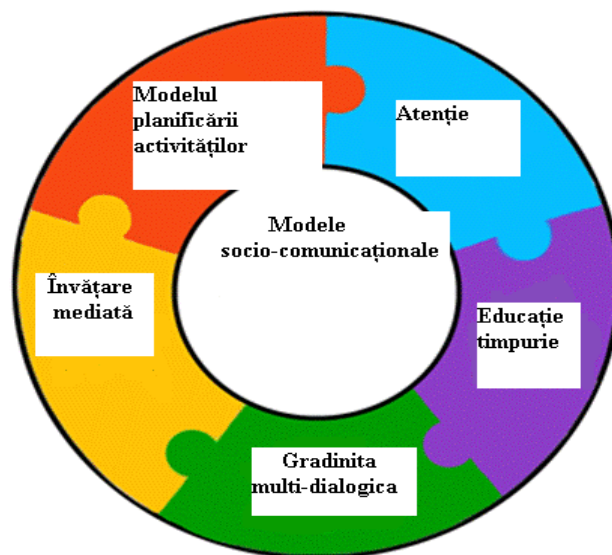 Modelul
planificării
activităților
Atenție
Modele
socio-comunicaționale
Învățare
mediată
Educație
timpurie
Gradinita
multi-dialogica